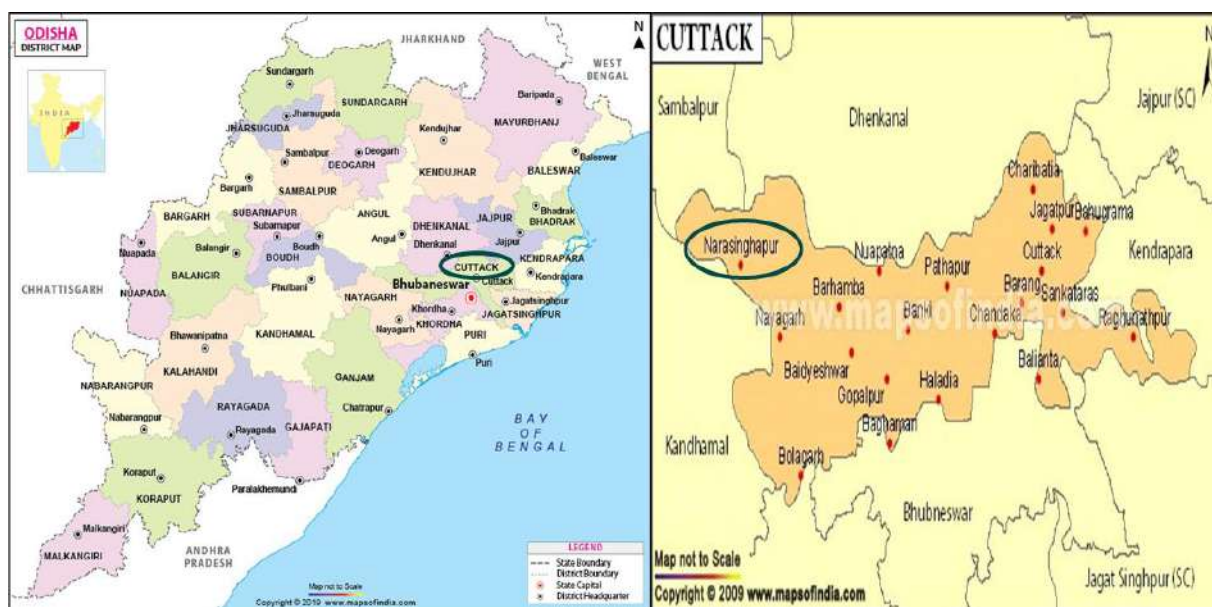 ODISHA
DISTRICT MAP
INDIA
N
JHARKHAND
WEST
BENGAL
Sundargarh
SUNDARGARH
Baripada
MAYURBHANJ
Jharsuguda
JHARSUGUDA
Kendujhar
KENDUJHAR
Sambalpur
SAMBALPUR
Deogarh
DEOGARH
Baleswar
BALESWAR
Bargarh
BARGARH
SUBARNAPUR
Subarnapur
ANGUL
Angul
DHENKANAL
Dhenkanal
JAJPUR
Jajpur
Bhadrak
BHADRAK
Nuapada
NUAPADA
Balangir
BALANGIR
Boudh
BOUDH
CUTTACK
Cuttack
KENDRAPARA
Kendrapara
Bhubaneswar
CHHATTISGARH
Phulbani
KANDHAMAL
NAYAGARH
Nayagarh
Khordha
KHORDHA
Jagatsinghpur
JAGATSINGHPUR
PURI
Puri
Bhawanipatna
KALAHANDI
NABARANGPUR
Nabarangpur
RAYAGADA
Rayagada
GANJAM
Chatrapur
GAJAPATI
Paralakhemundi
Koraput
KORAPUT
Malkangiri
MALKANGIRI
ANDHRA
PRADESH
BAY
OF
BENGAL
LEGEND
State Boundary
District Boundary
State Capital
District Headquarter
Map not to Scale
Copyright © 2019 www.mapsofindia.com
CUTTACK
N
Sambalpur
Dhenkanal
Jajpur (SC)
Charibatia
Jagatpur
Bahugrama
Narasinghapur
Nuapatna
Pathapur
Cuttack
Kendrapara
Barhamba
Banki
Barang
Sankataras
www.mapsofindia.com
Nayagarh
Chandaka
Raghunathpur
Baidyeshwar
Gopalpur
Haladia
Balianta
Kandhamal
Baghamari
Bolagarh
Bhubneswar
Jagat Singhpur (SC)
Map not to Scale
Copyright © 2009 www.mapsofindia.com